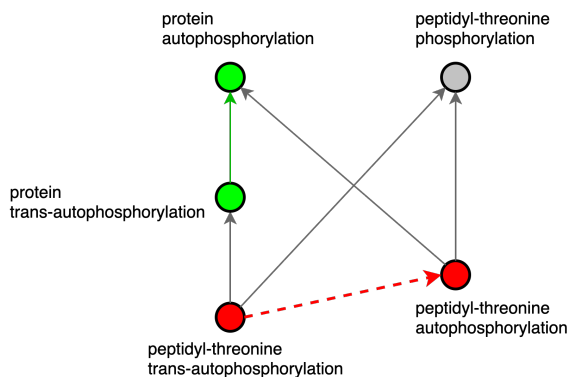 protein
autophosphorylation
peptidyl-threonine
phosphorylation
protein
trans-autophosphorylation
peptidyl-threonine
autophosphorylation
peptidyl-threonine
trans-autophosphorylation